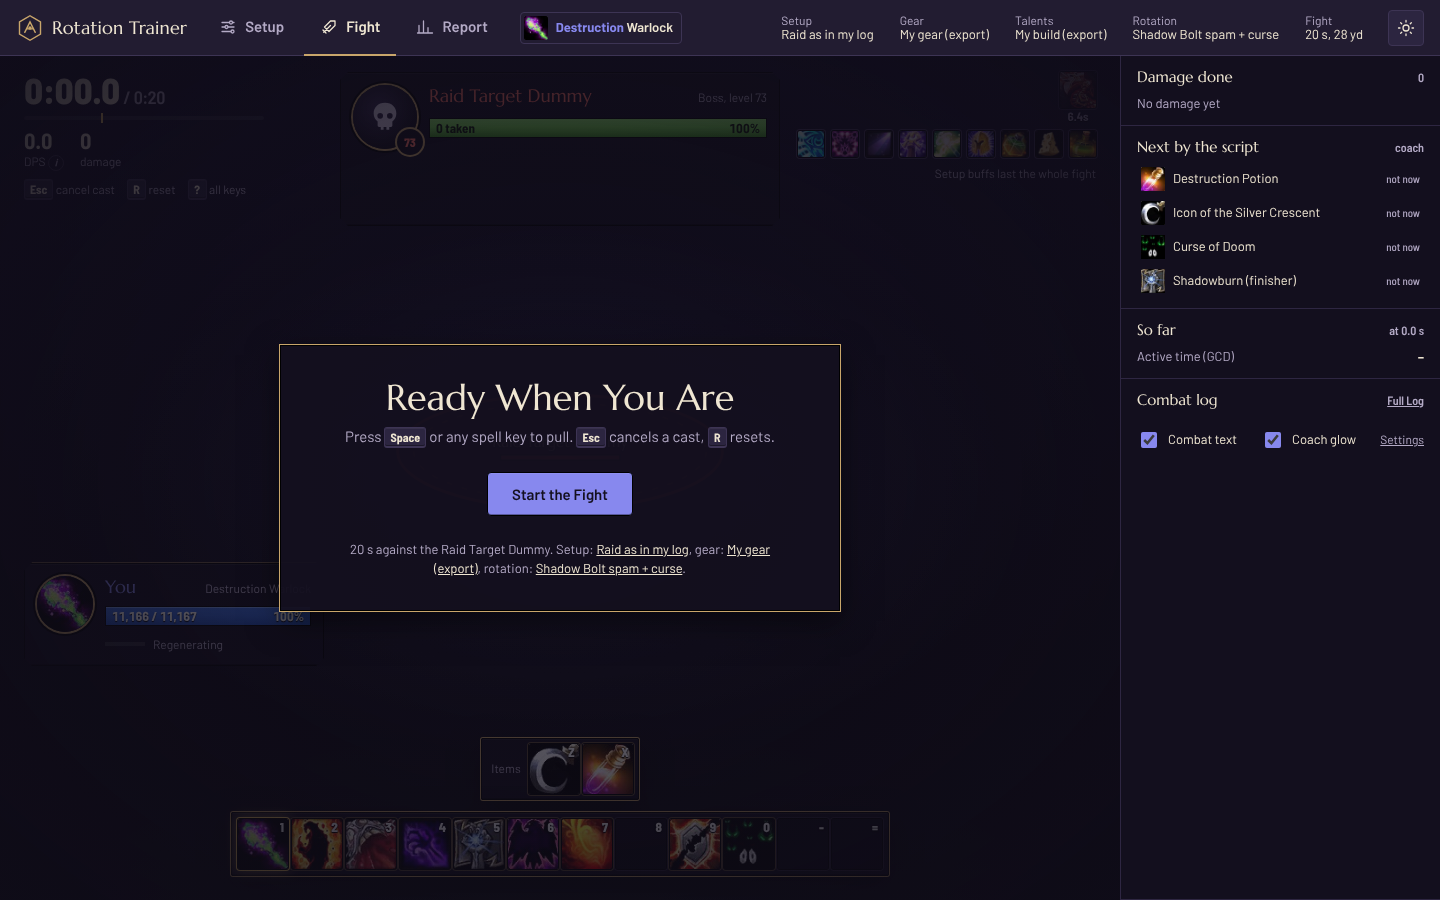 Rotation Trainer
Setup
Fight
Report
Destruction Warlock
Setup
Raid as in my log
Gear
My gear (export)
Talents
My build (export)
Rotation
Shadow Bolt spam + curse
Fight
20 s, 28 yd
0:00.0 / 0:20
0.0
DPS i
0
damage
Esc cancel cast R reset ? all keys
Raid Target Dummy
Boss, level 73
0 taken
100%
73
6.4s
Setup buffs last the whole fight
Ready When You Are
Press Space or any spell key to pull. Esc cancels a cast, R resets.
Start the Fight
20 s against the Raid Target Dummy. Setup: Raid as in my log, gear: My gear
(export), rotation: Shadow Bolt spam + curse.
You
Destruction W
11,166 / 11,167
100%
Regenerating
Items
2
1
2
3
4
5
6
7
8
9
0
-
=
Damage done
0
No damage yet
Next by the script
coach
Destruction Potion
not now
Icon of the Silver Crescent
not now
Curse of Doom
not now
Shadowburn (finisher)
not now
So far
at 0.0 s
Active time (GCD)
–
Combat log
Full Log
Combat text
Coach glow
Settings